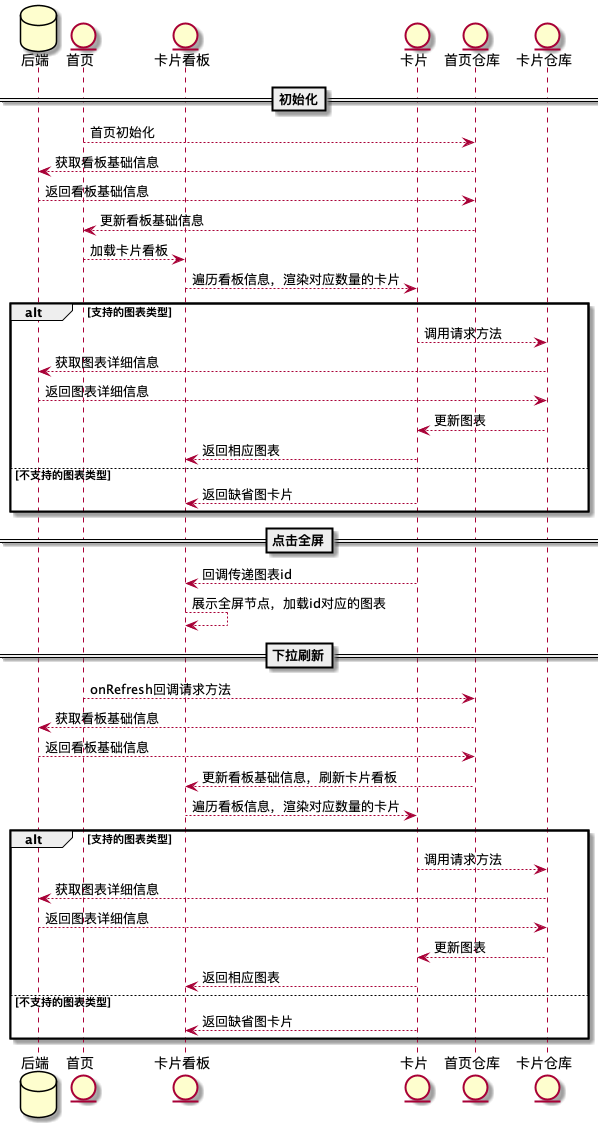 后端 首页 卡片看板 卡片 首页仓库 卡片仓库
初始化
首页初始化
获取看板基础信息
返回看板基础信息
更新看板基础信息
加载卡片看板
遍历看板信息，渲染对应数量的卡片
alt [支持的图表类型]
调用请求方法
获取图表详细信息
返回图表详细信息
更新图表
返回相应图表
[不支持的图表类型]
返回缺省图卡片
点击全屏
回调传递图表id
展示全屏节点，加载id对应的图表
下拉刷新
onRefresh回调请求方法
获取看板基础信息
返回看板基础信息
更新看板基础信息，刷新卡片看板
遍历看板信息，渲染对应数量的卡片
alt [支持的图表类型]
调用请求方法
获取图表详细信息
返回图表详细信息
更新图表
返回相应图表
[不支持的图表类型]
返回缺省图卡片
后端 首页 卡片看板 卡片 首页仓库 卡片仓库